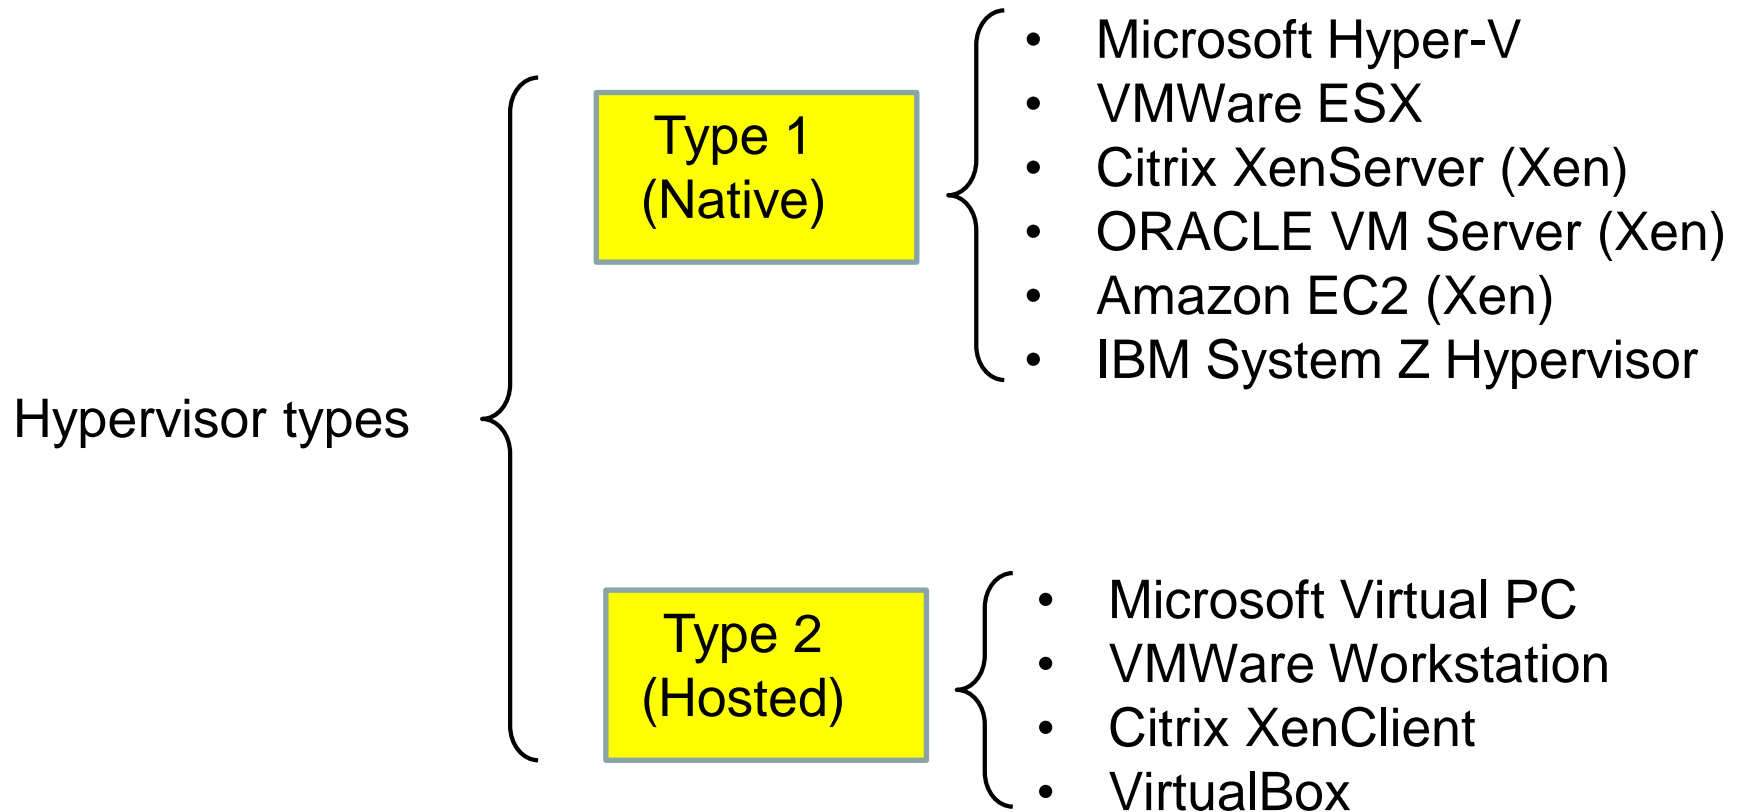 Hypervisor types
Type 1
(Native)
• Microsoft Hyper-V
• VMWare ESX
• Citrix XenServer (Xen)
• ORACLE VM Server (Xen)
• Amazon EC2 (Xen)
• IBM System Z Hypervisor
Type 2
(Hosted)
• Microsoft Virtual PC
• VMWare Workstation
• Citrix XenClient
• VirtualBox